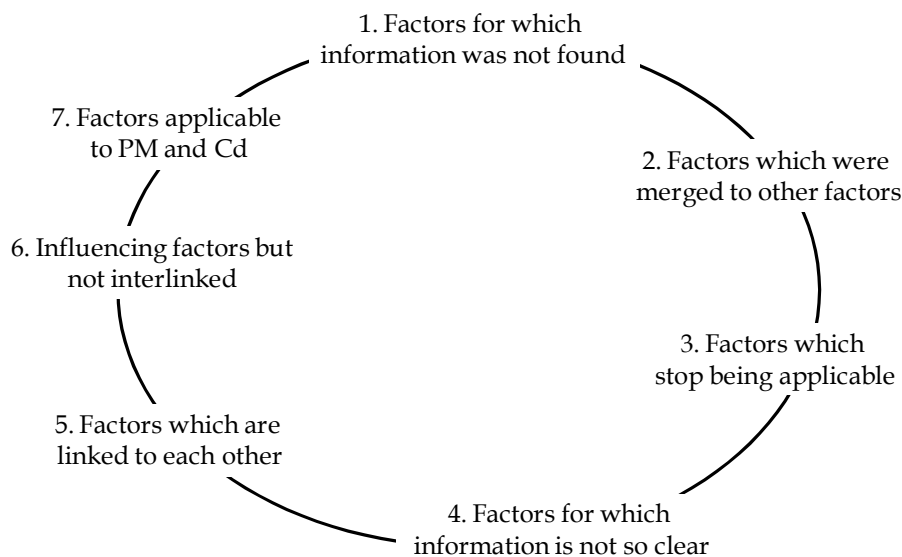 1. Factors for which
information was not found
2. Factors which were
merged to other factors
3. Factors which
stop being applicable
4. Factors for which
information is not so clear
5. Factors which are
linked to each other
6. Influencing factors but
not interlinked
7. Factors applicable
to PM and Cd